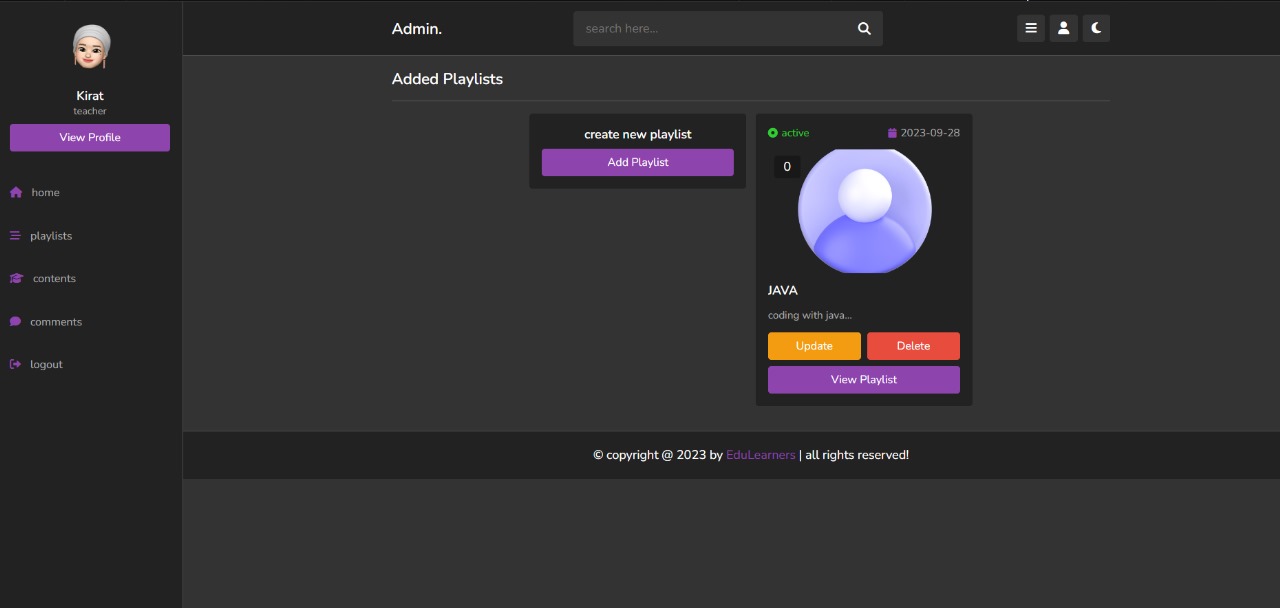 Kirat
teacher
View Profile
home
playlists
contents
comments
logout
Admin.
search here...
Added Playlists
create new playlist
Add Playlist
active
2023-09-28
0
JAVA
coding with java...
Update
Delete
View Playlist
© copyright @ 2023 by EduLearners | all rights reserved!